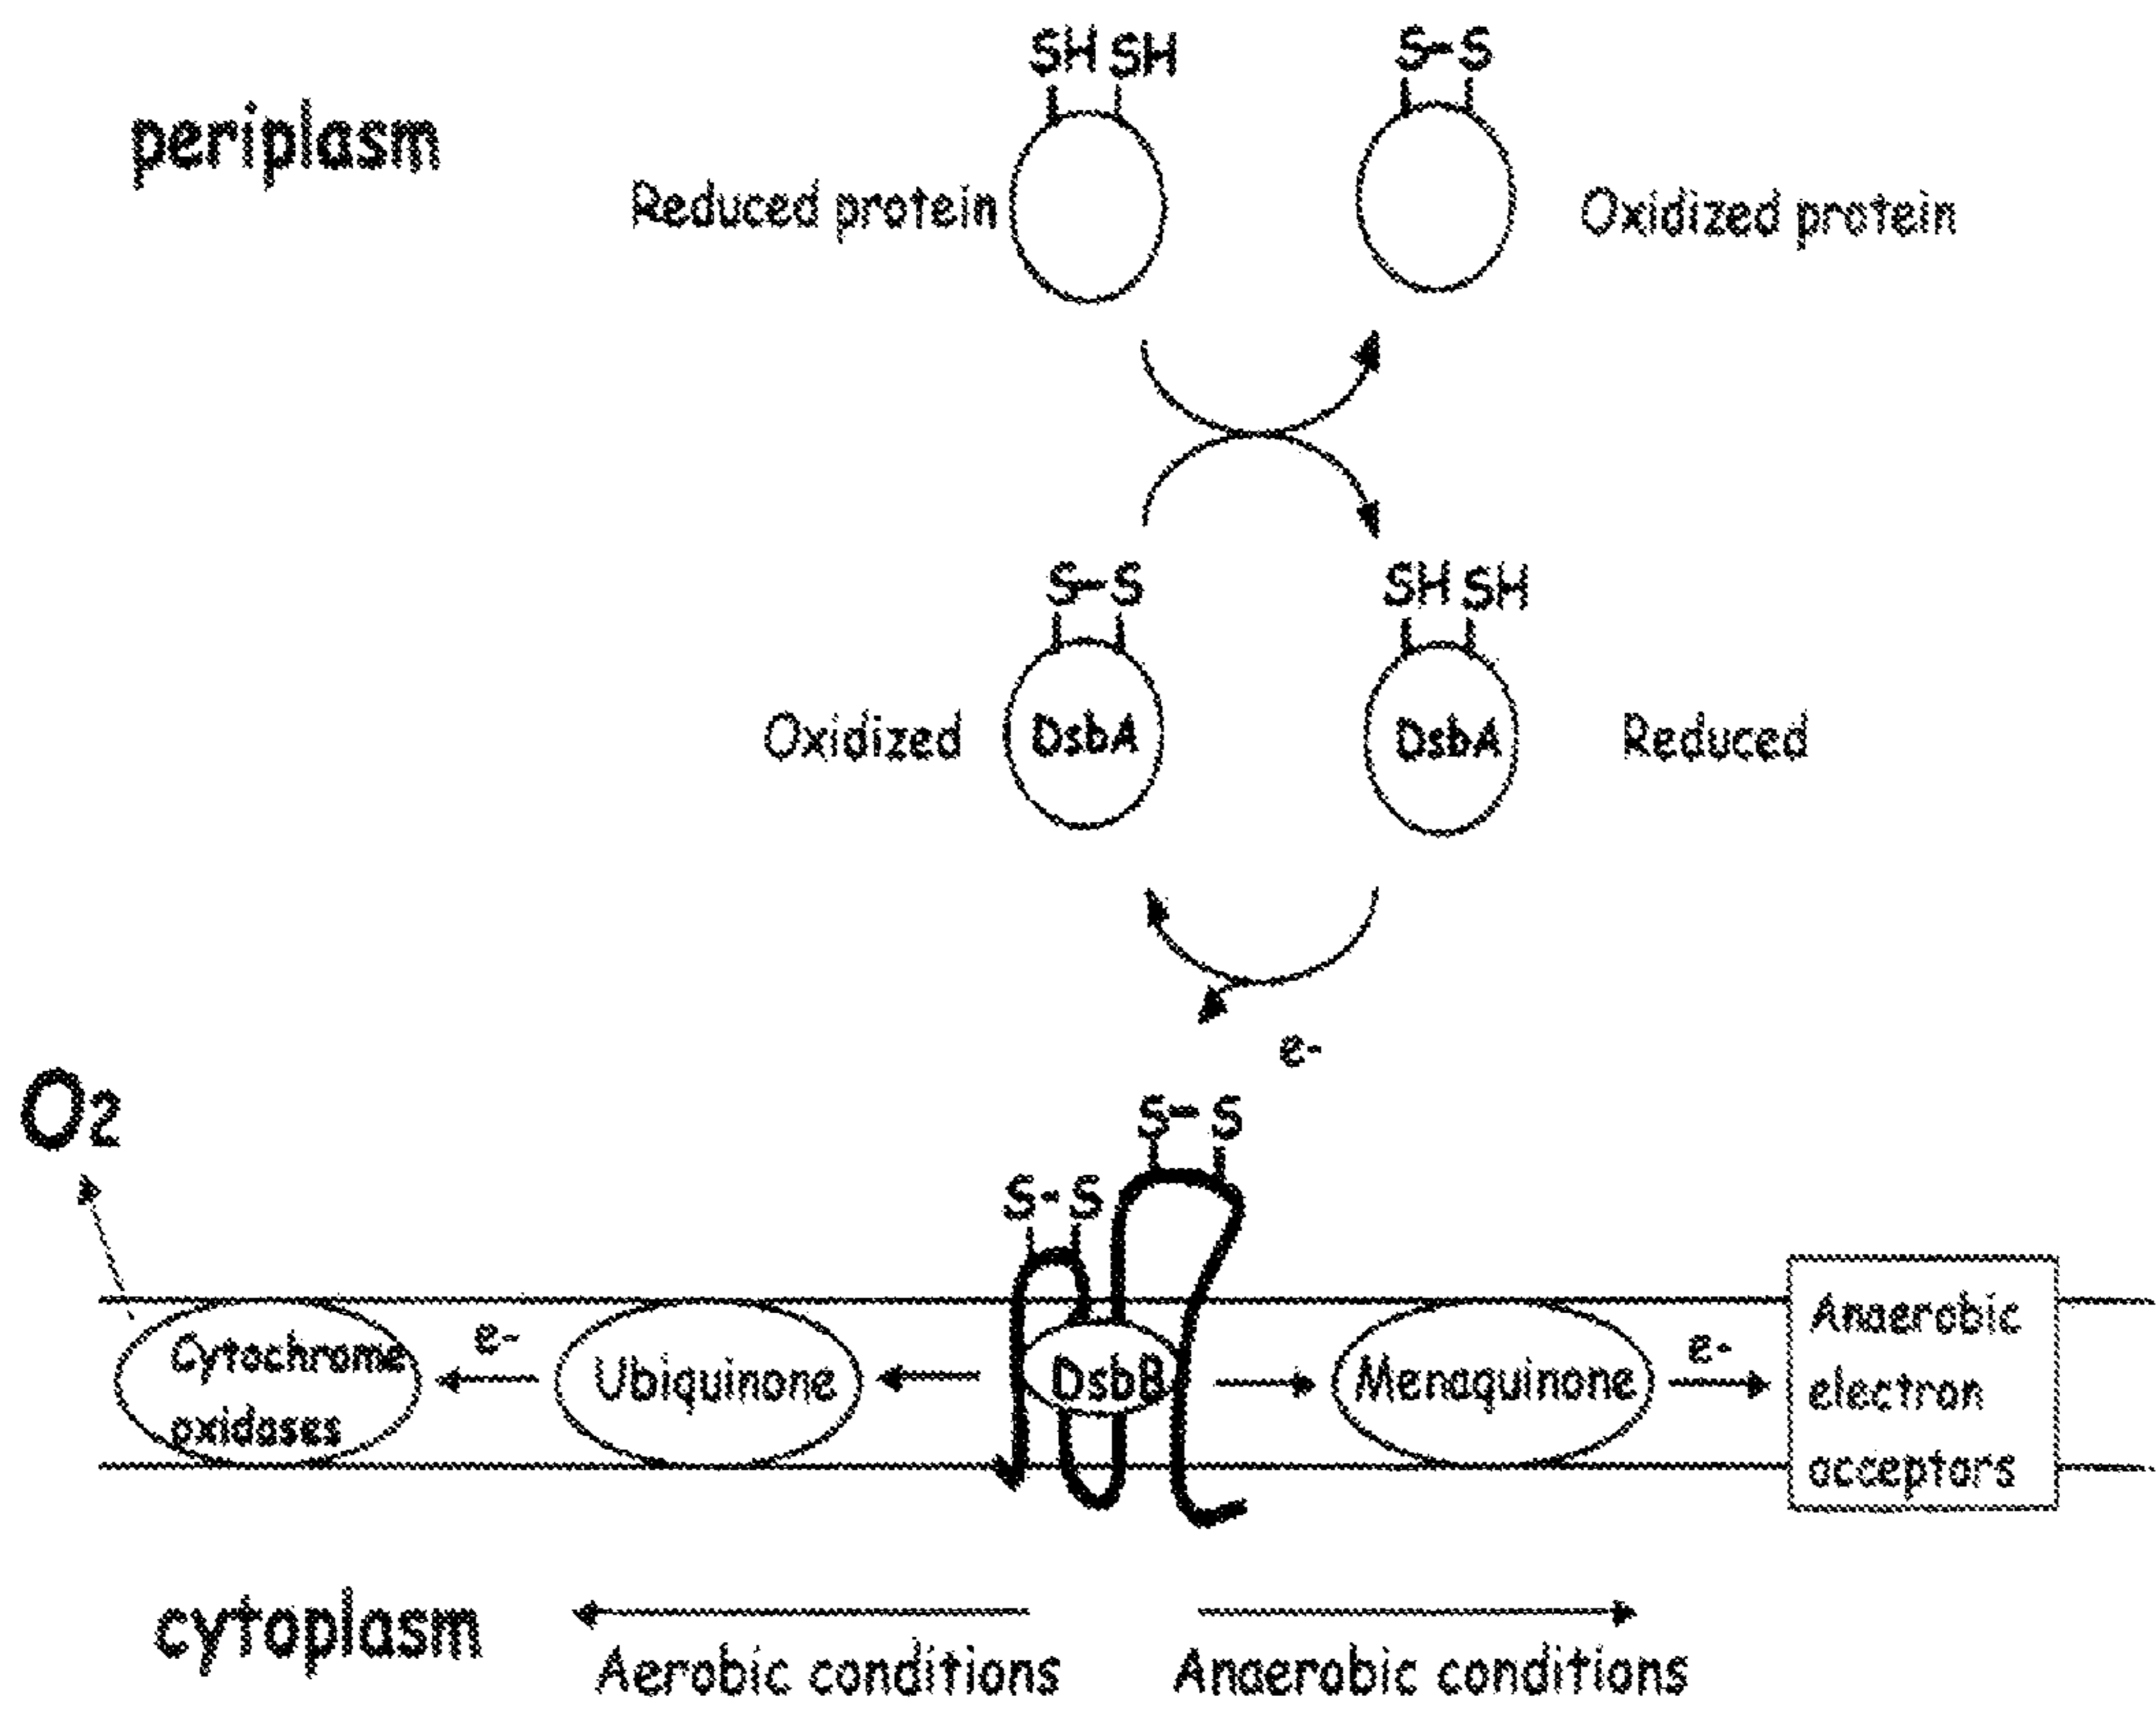 SH SH
S-S
periplasm
Reduced protein
Oxidized protein
S-S
SH SH
Oxidized
DsbA
DsbA
Reduced
e-
O2
S-S
S-S
Cytochrome
oxidases
e-
Ubiquinone
DsbB
Menaquinone
e-
Anaerobic
electron
acceptors
cytoplasm
Aerobic conditions
Anaerobic conditions